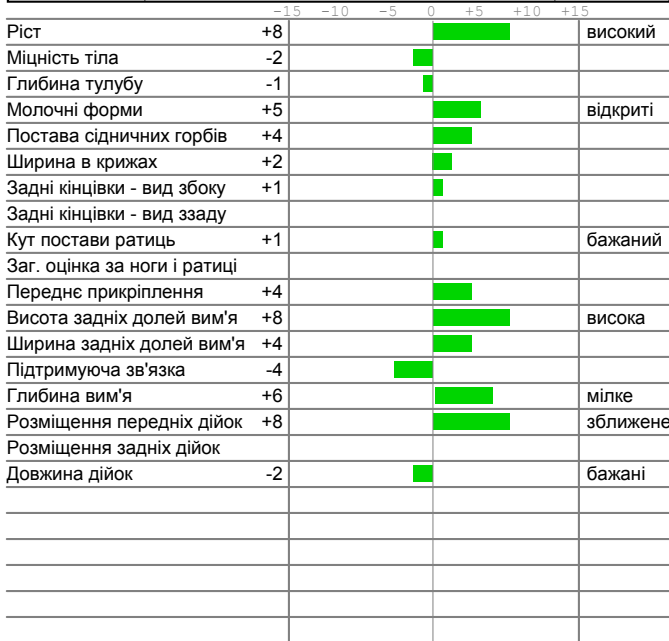 -15 -10 -5 0 +5 +10 +15
Ріст +8 високий
Міцність тіла -2
Глибина тулубу -1
Молочні форми +5 відкриті
Постава сідничних горбів +4
Ширина в крижах +2
Задні кінцівки - вид збоку +1
Задні кінцівки - вид ззаду
Кут постави ратиць +1 бажаний
Заг. оцінка за ноги і ратиці
Переднє прикріплення +4
Висота задніх долей вим'я +8 висока
Ширина задніх долей вим'я +4
Підтримуюча зв'язка -4
Глибина вим'я +6 мілке
Розміщення передніх дійок +8 зближене
Розміщення задніх дійок
Довжина дійок -2 бажані